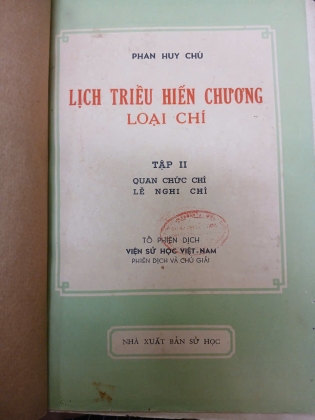 PHAN HUY CHÚ
LỊCH TRIỀU HIẾN CHƯƠNG
LOẠI CHÍ
TẬP II
QUAN CHỨC CHÍ
LỄ NGHI CHÍ
TỔ PHIÊN DỊCH
VIỆN SỬ HỌC VIỆT-NAM
PHIÊN DỊCH VÀ CHÚ GIẢI
NHÀ XUẤT BẢN SỬ HỌC